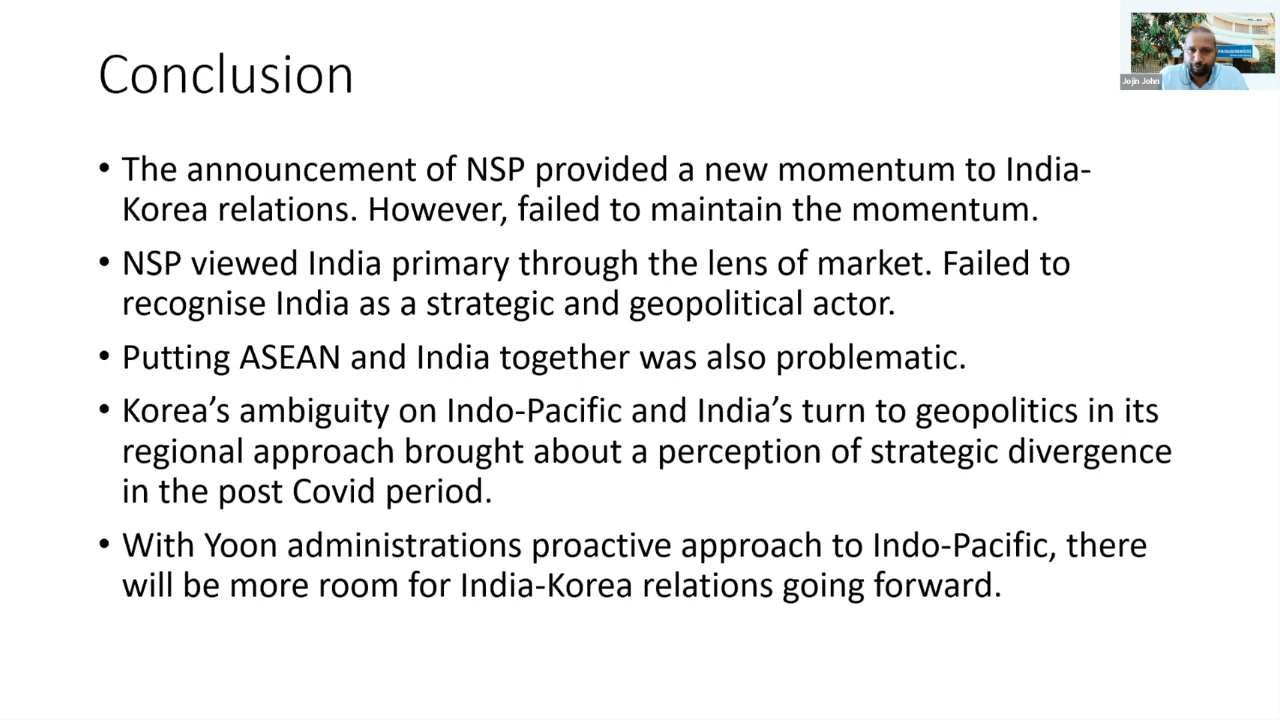 Conclusion
Jojin John
• The announcement of NSP provided a new momentum to India-
Korea relations. However, failed to maintain the momentum.
• NSP viewed India primary through the lens of market. Failed to
recognise India as a strategic and geopolitical actor.
• Putting ASEAN and India together was also problematic.
• Korea’s ambiguity on Indo-Pacific and India’s turn to geopolitics in its
regional approach brought about a perception of strategic divergence
in the post Covid period.
• With Yoon administrations proactive approach to Indo-Pacific, there
will be more room for India-Korea relations going forward.